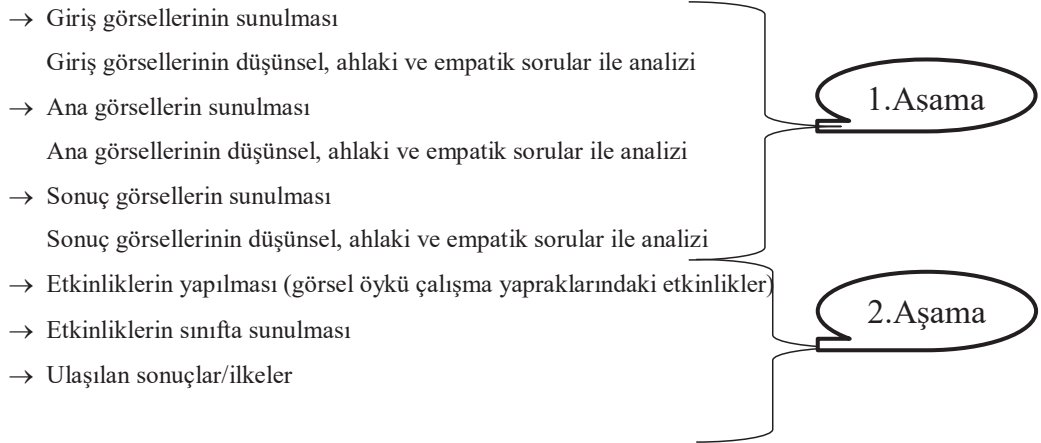 → Giriş görsellerinin sunulması
Giriş görsellerinin düşünsel, ahlaki ve empatik sorular ile analizi
→ Ana görsellerin sunulması
Ana görsellerinin düşünsel, ahlaki ve empatik sorular ile analizi
→ Sonuç görsellerin sunulması
Sonuç görsellerinin düşünsel, ahlaki ve empatik sorular ile analizi
1.Aşama
→ Etkinliklerin yapılması (görsel öykü çalışma yapraklarındaki etkinlikler)
→ Etkinliklerin sınıfta sunulması
→ Ulaşılan sonuçlar/ilkeler
2.Aşama